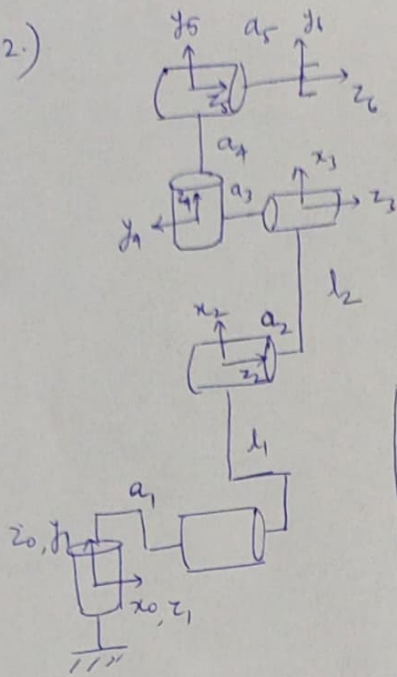 2.)
y5 a5 y6
z5 z6
a4
x3
z4 a3 z3
y4
l2
x2 a2
z2
l1
a1
z0, y1
x0, z1